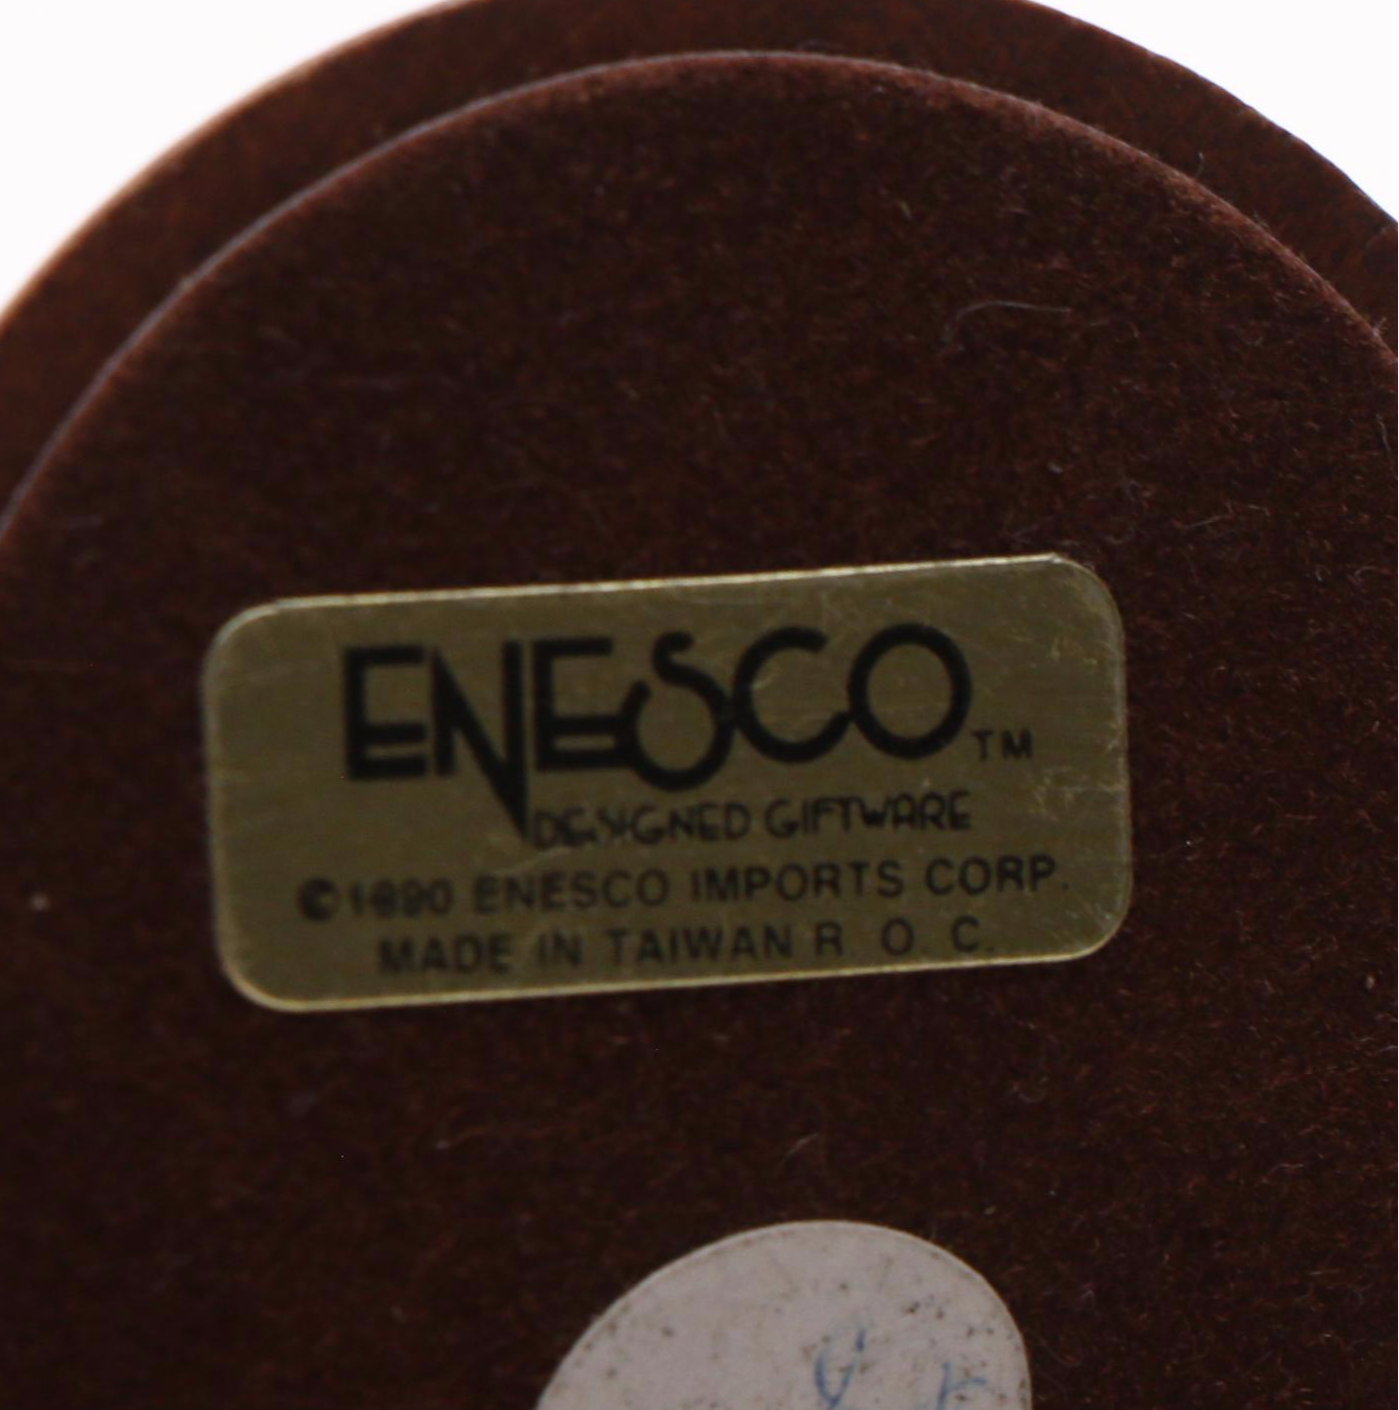 ENESCO™
DESIGNED GIFTWARE
©1990 ENESCO IMPORTS CORP.
MADE IN TAIWAN R. O. C.